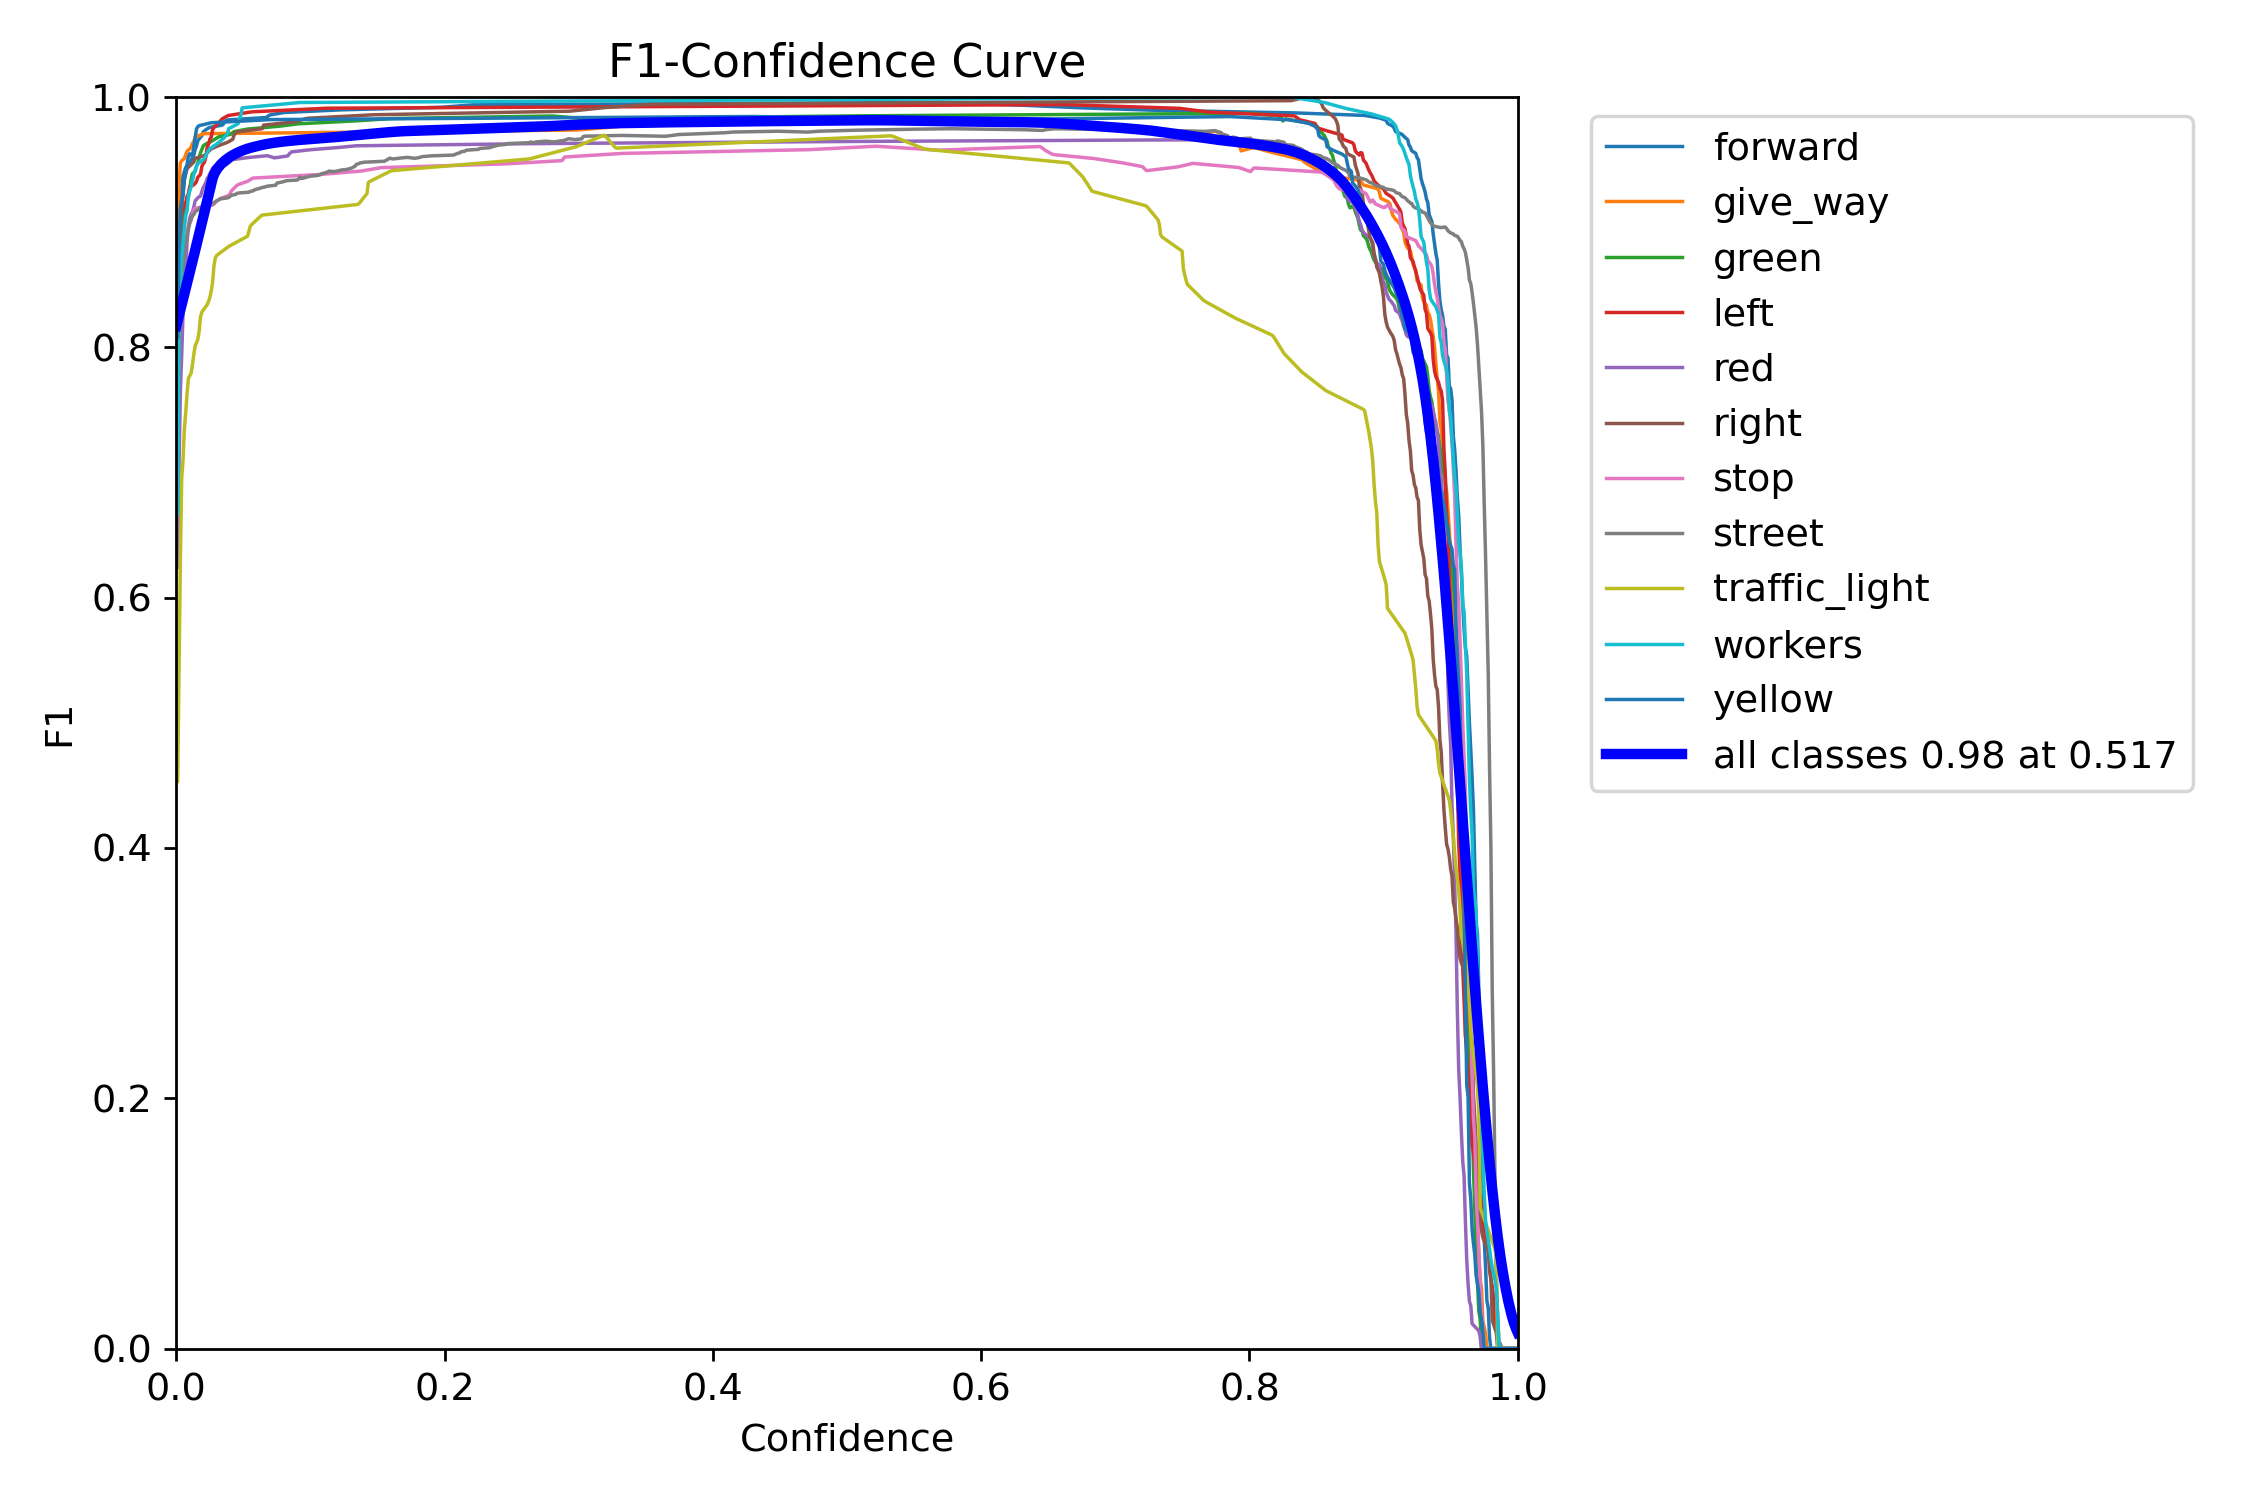 F1-Confidence Curve
1.0
0.8
0.6
0.4
0.2
0.0
F1
0.0 0.2 0.4 0.6 0.8 1.0
Confidence
forward
give_way
green
left
red
right
stop
street
traffic_light
workers
yellow
all classes 0.98 at 0.517